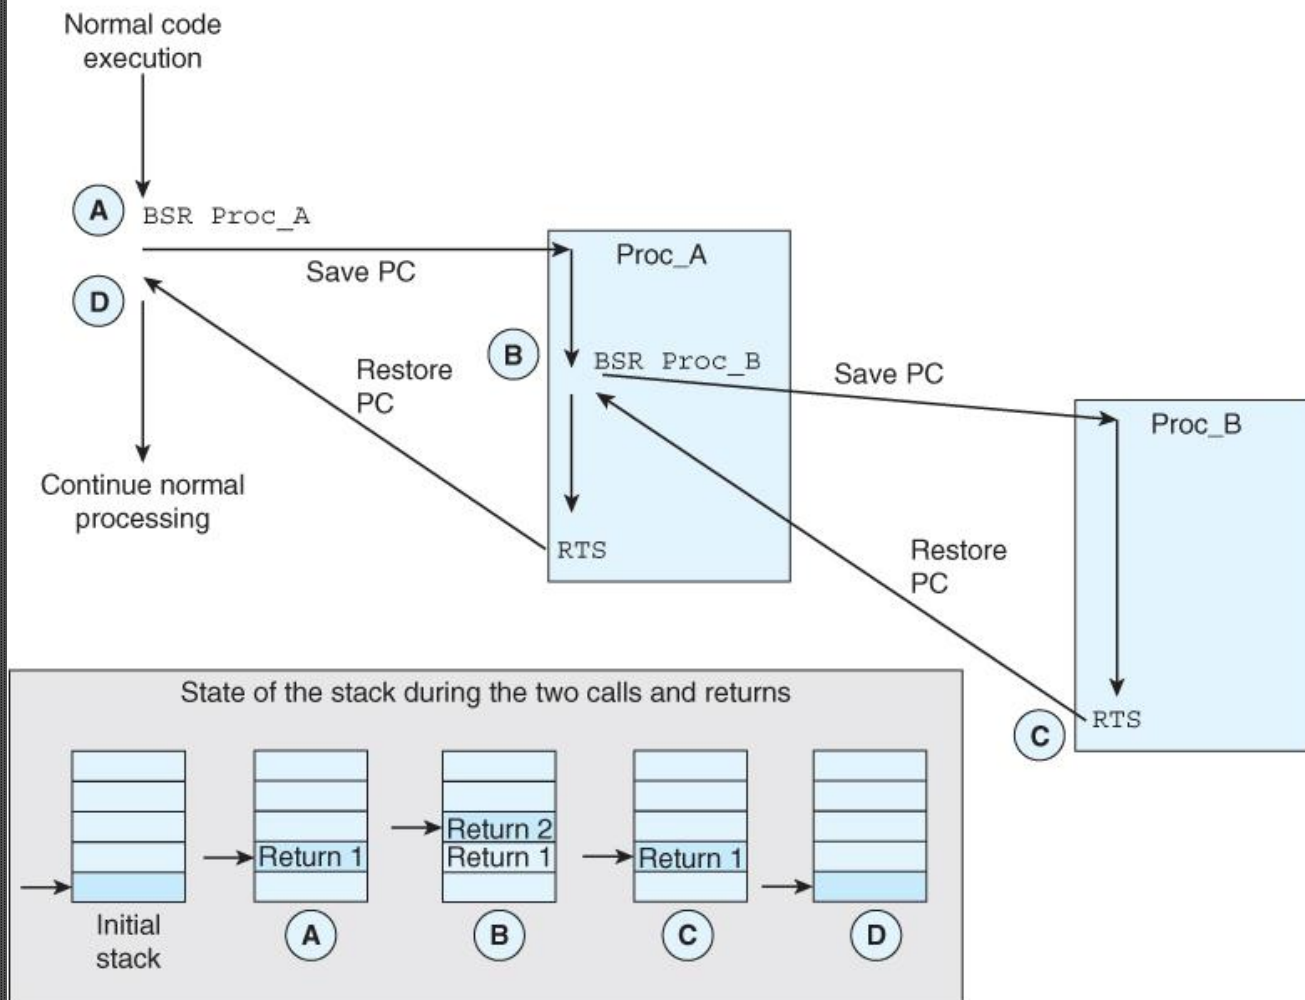 Normal code
execution
A
BSR Proc_A
Save PC
D
Proc_A
B
BSR Proc_B
Restore
PC
Save PC
Proc_B
Continue normal
processing
RTS
Restore
PC
C
RTS
State of the stack during the two calls and returns
Return 2
Return 1
Return 1
Return 1
Initial
stack
A
B
C
D